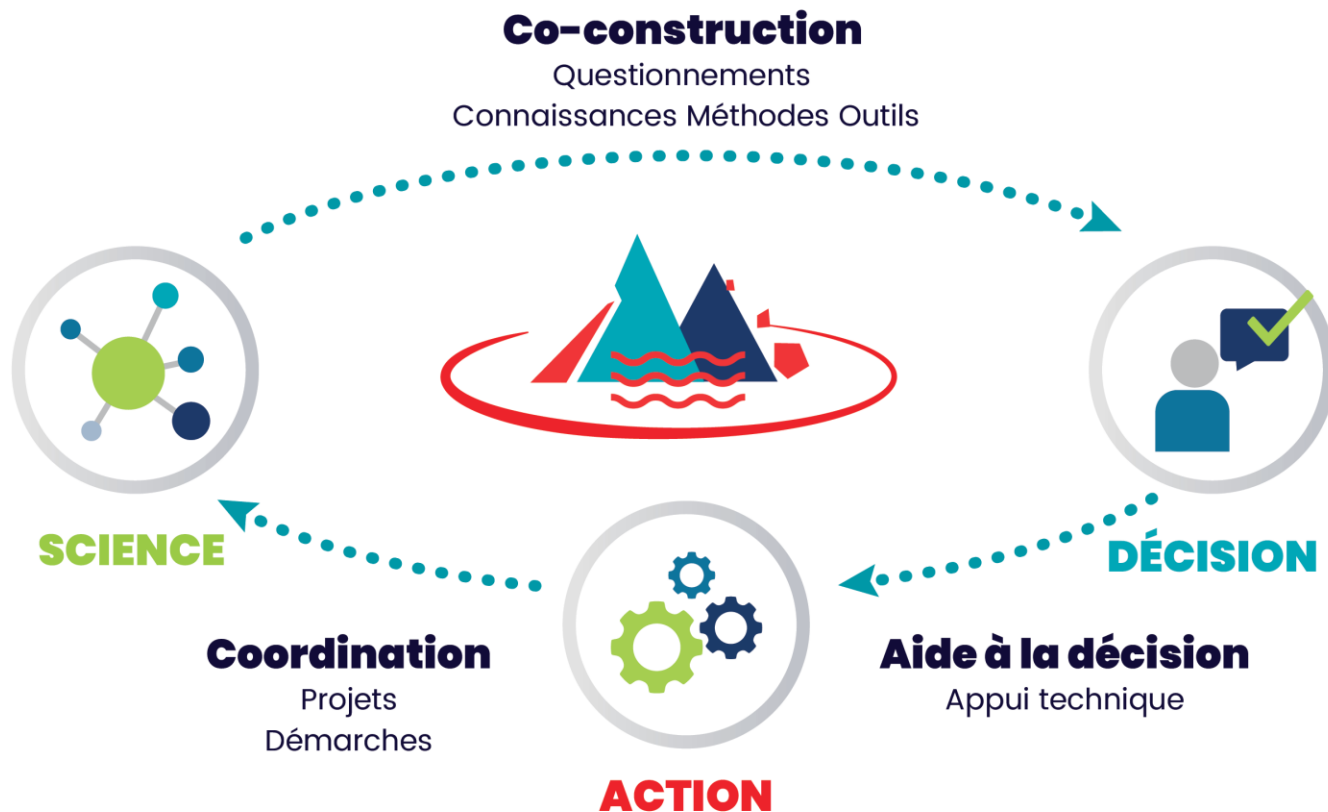 Co-construction
Questionnements
Connaissances Méthodes Outils
SCIENCE
DÉCISION
Coordination
Projets
Démarches
Aide à la décision
Appui technique
ACTION